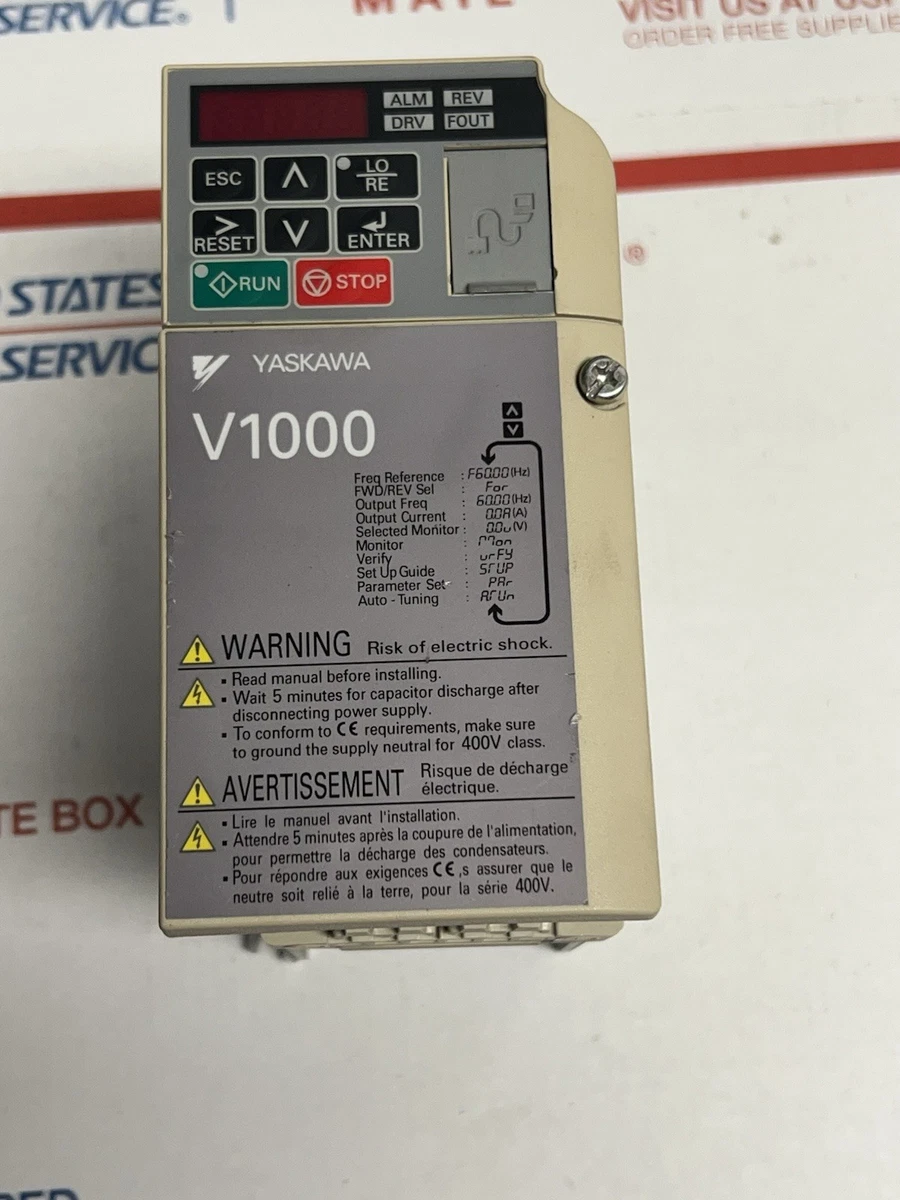 SERVICE®
MATE
VISIT US AT
ORDER FREE SUPPLIE
ALM REV
DRV FOUT
ESC
LO
RE
>
RESET
ENTER
RUN
STOP
STATES
SERVIC
®
YASKAWA
V1000
Freq Reference : F60.00(Hz)
FWD/REV Sel : For
Output Freq : 60.00(Hz)
Output Current : 0.0A(A)
Selected Monitor : 0.0u(V)
Monitor : Mon
Verify : urFy
Set Up Guide : STUP
Parameter Set : PAr
Auto - Tuning : ATUn
WARNING Risk of electric shock.
▪ Read manual before installing.
▪ Wait 5 minutes for capacitor discharge after
disconnecting power supply.
▪ To conform to CE requirements, make sure
to ground the supply neutral for 400V class.
AVERTISSEMENT Risque de décharge
électrique.
▪ Lire le manuel avant l'installation.
▪ Attendre 5 minutes après la coupure de l'alimentation,
pour permettre la décharge des condensateurs.
▪ Pour répondre aux exigences CE ,s assurer que le
neutre soit relié à la terre, pour la série 400V.
TE BOX